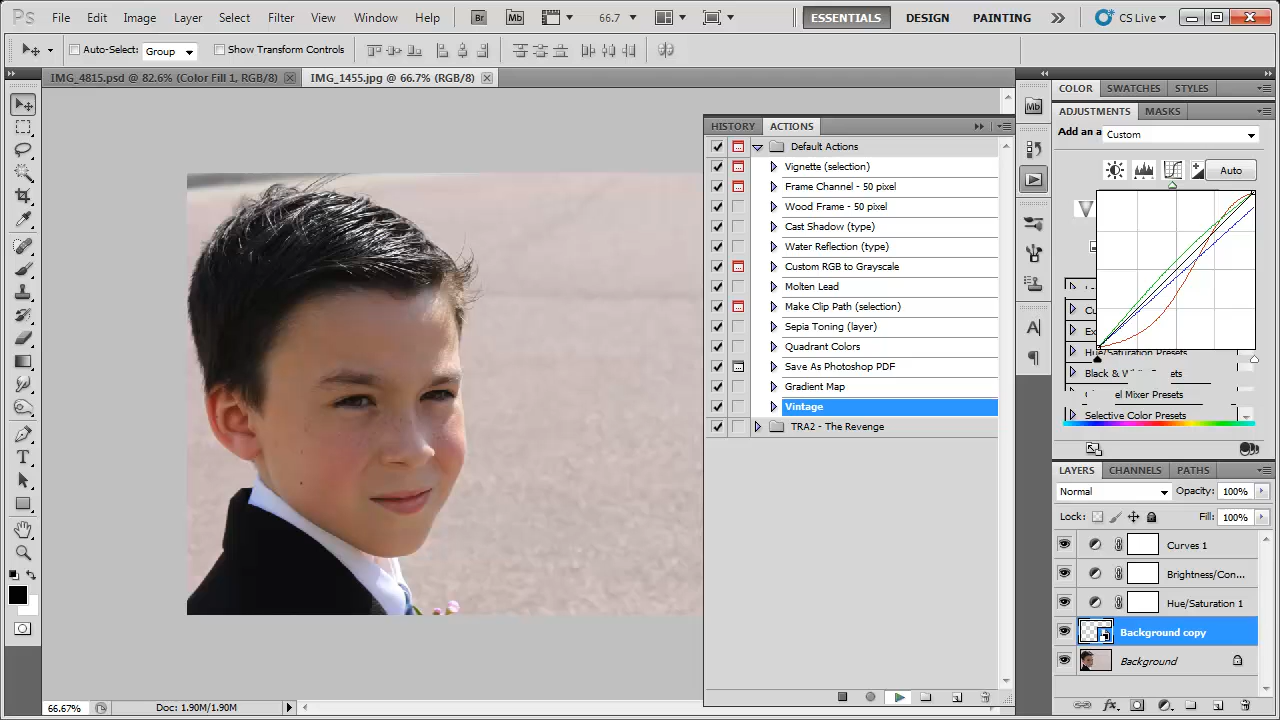 Ps File Edit Image Layer Select Filter View Window Help Br Mb 66.7 ESSENTIALS DESIGN PAINTING CS Live
Auto-Select: Group Show Transform Controls
IMG_4815.psd @ 82.6% (Color Fill 1, RGB/8) IMG_1455.jpg @ 66.7% (RGB/8)
COLOR SWATCHES STYLES
Mb
ADJUSTMENTS MASKS
HISTORY ACTIONS
Add an a Custom
Default Actions
Vignette (selection)
Auto
Frame Channel - 50 pixel
Wood Frame - 50 pixel
Cast Shadow (type)
Water Reflection (type)
Custom RGB to Grayscale
Molten Lead
Make Clip Path (selection)
Sepia Toning (layer)
Quadrant Colors
Hue/Saturation Presets
Save As Photoshop PDF
Gradient Map
el Mixer Presets
Vintage
Selective Color Presets
TRA2 - The Revenge
LAYERS CHANNELS PATHS
Normal Opacity: 100%
Lock: Fill: 100%
Curves 1
Brightness/Con...
Hue/Saturation 1
Background copy
Background
66.67% Doc: 1.90M/1.90M